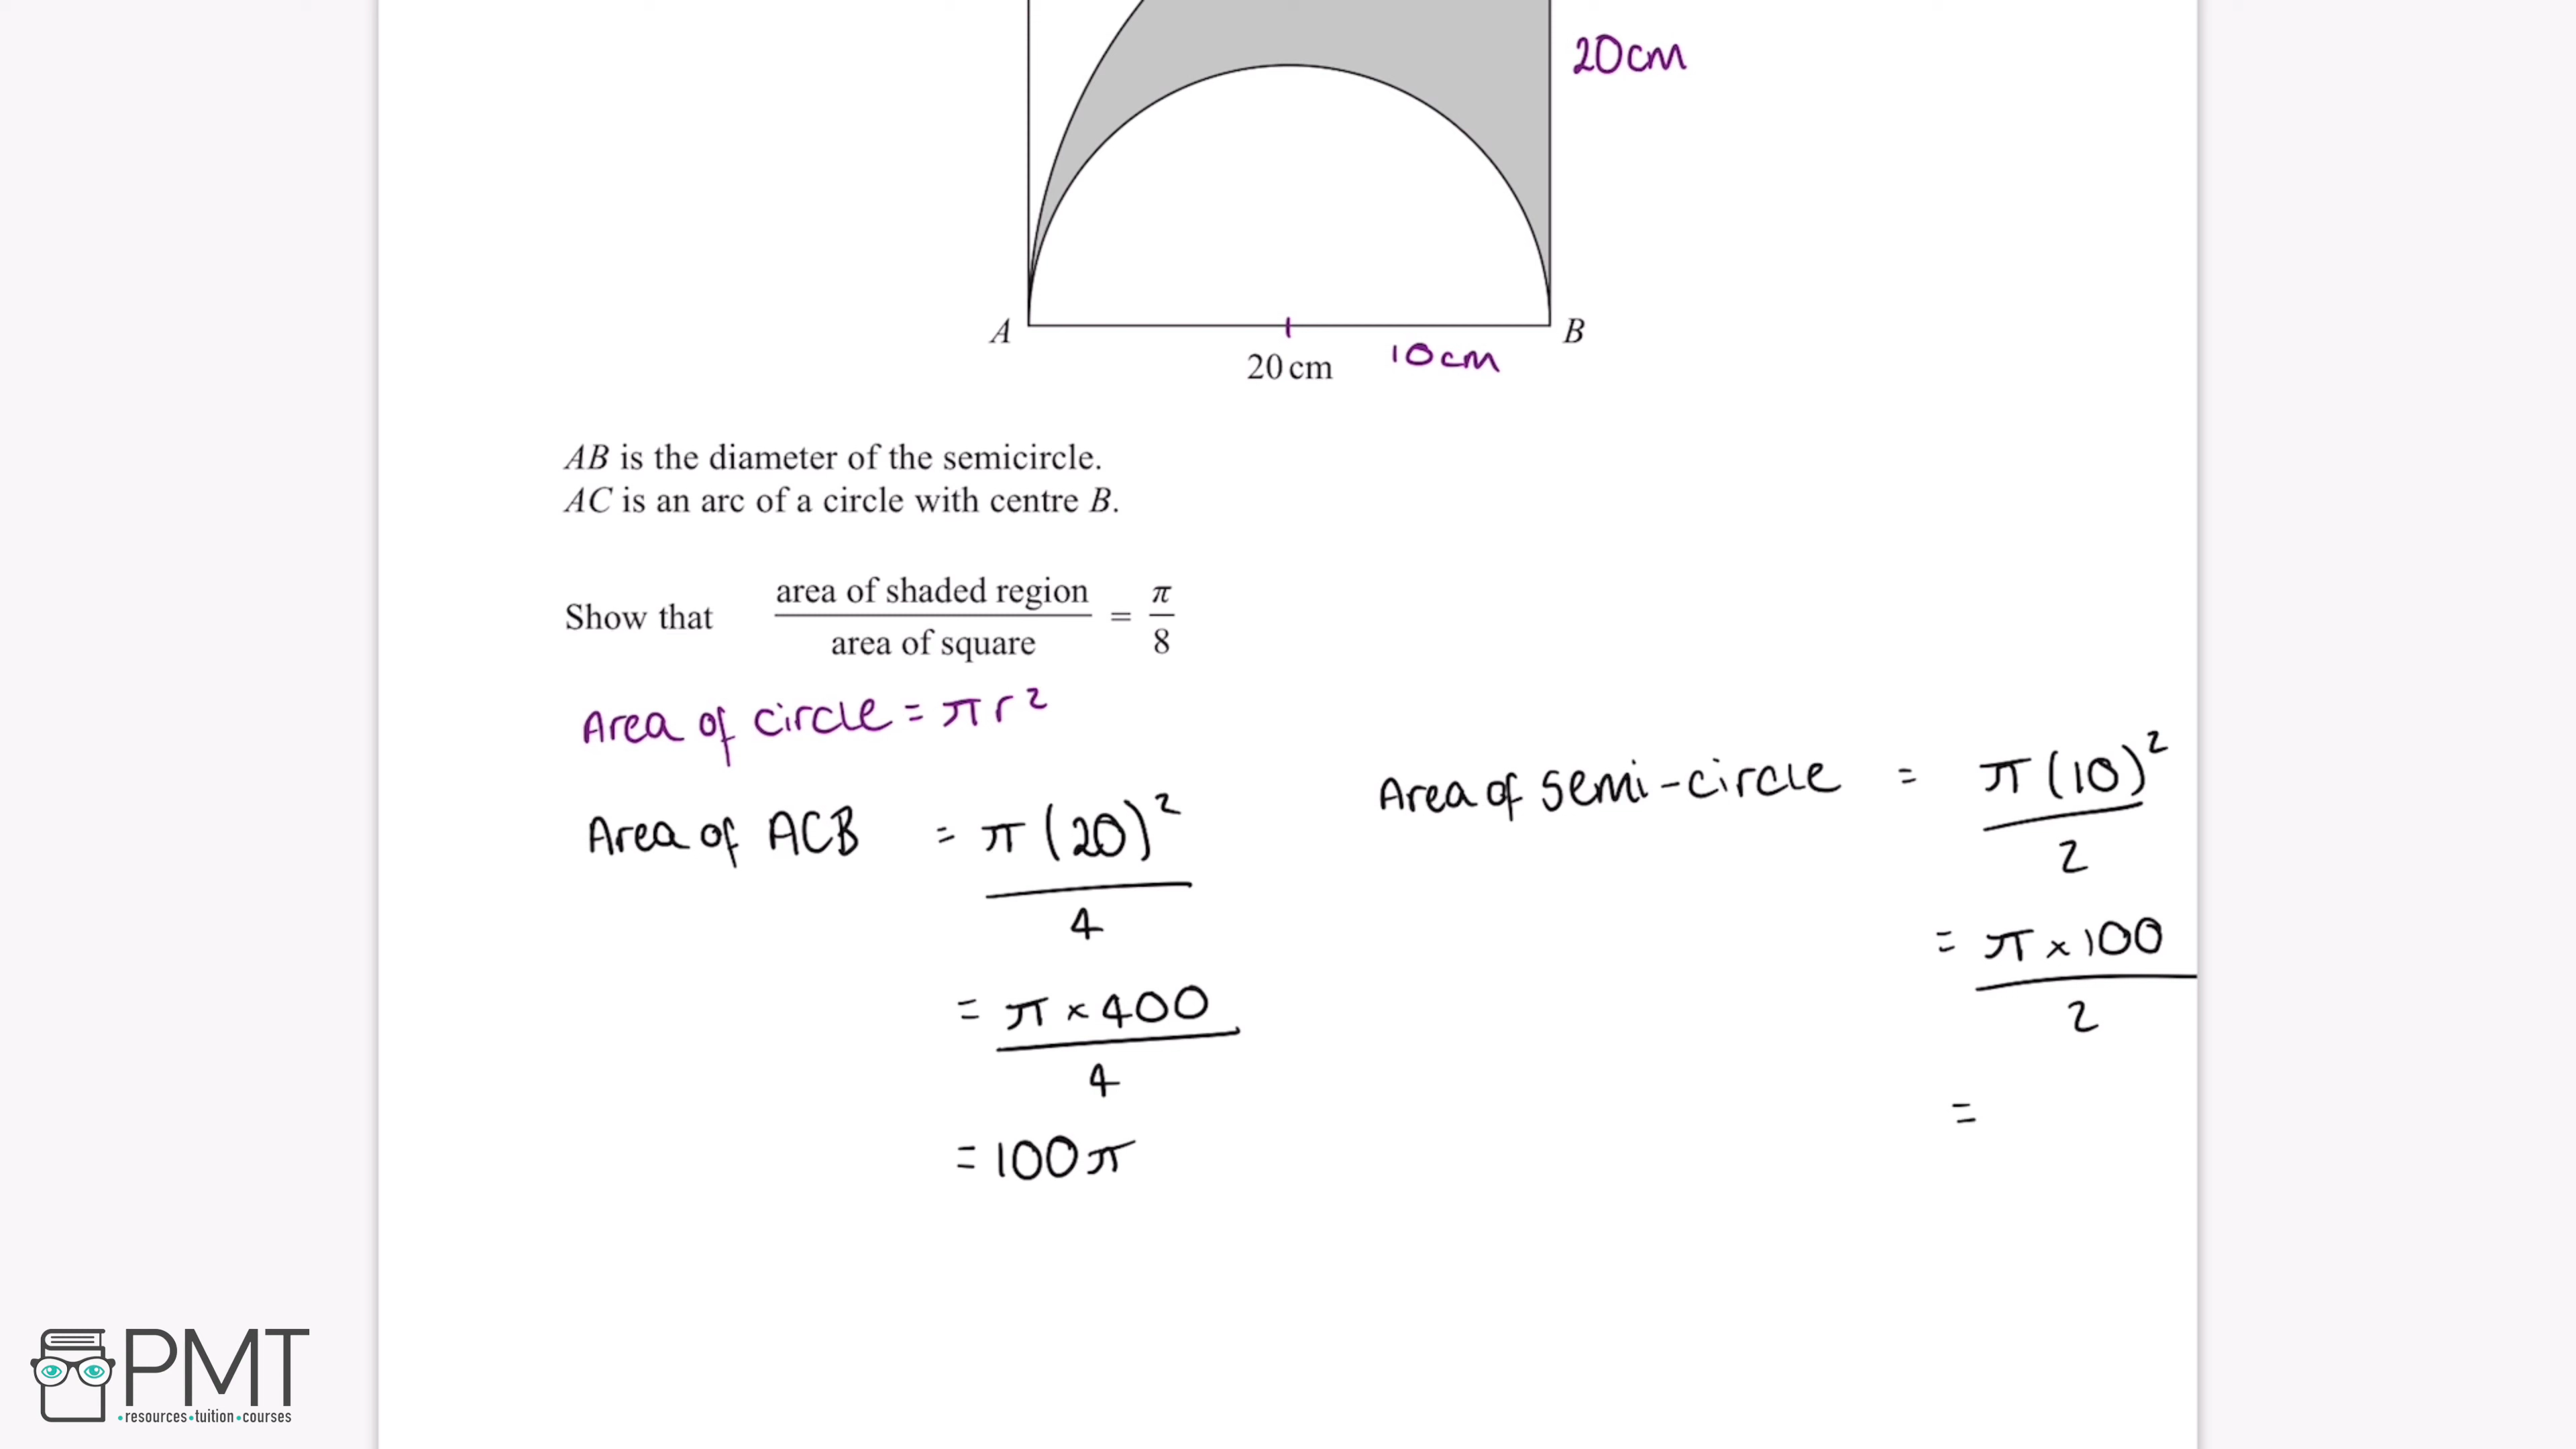 20cm
A
B
20 cm
10cm
AB is the diameter of the semicircle.
AC is an arc of a circle with centre B.
Show that area of shaded region / area of square = π / 8
Area of circle = πr²
Area of ACB = π(20)² / 4
= π × 400 / 4
= 100π
Area of semi-circle = π(10)² / 2
= π × 100 / 2
=
PMT
•resources•tuition•courses